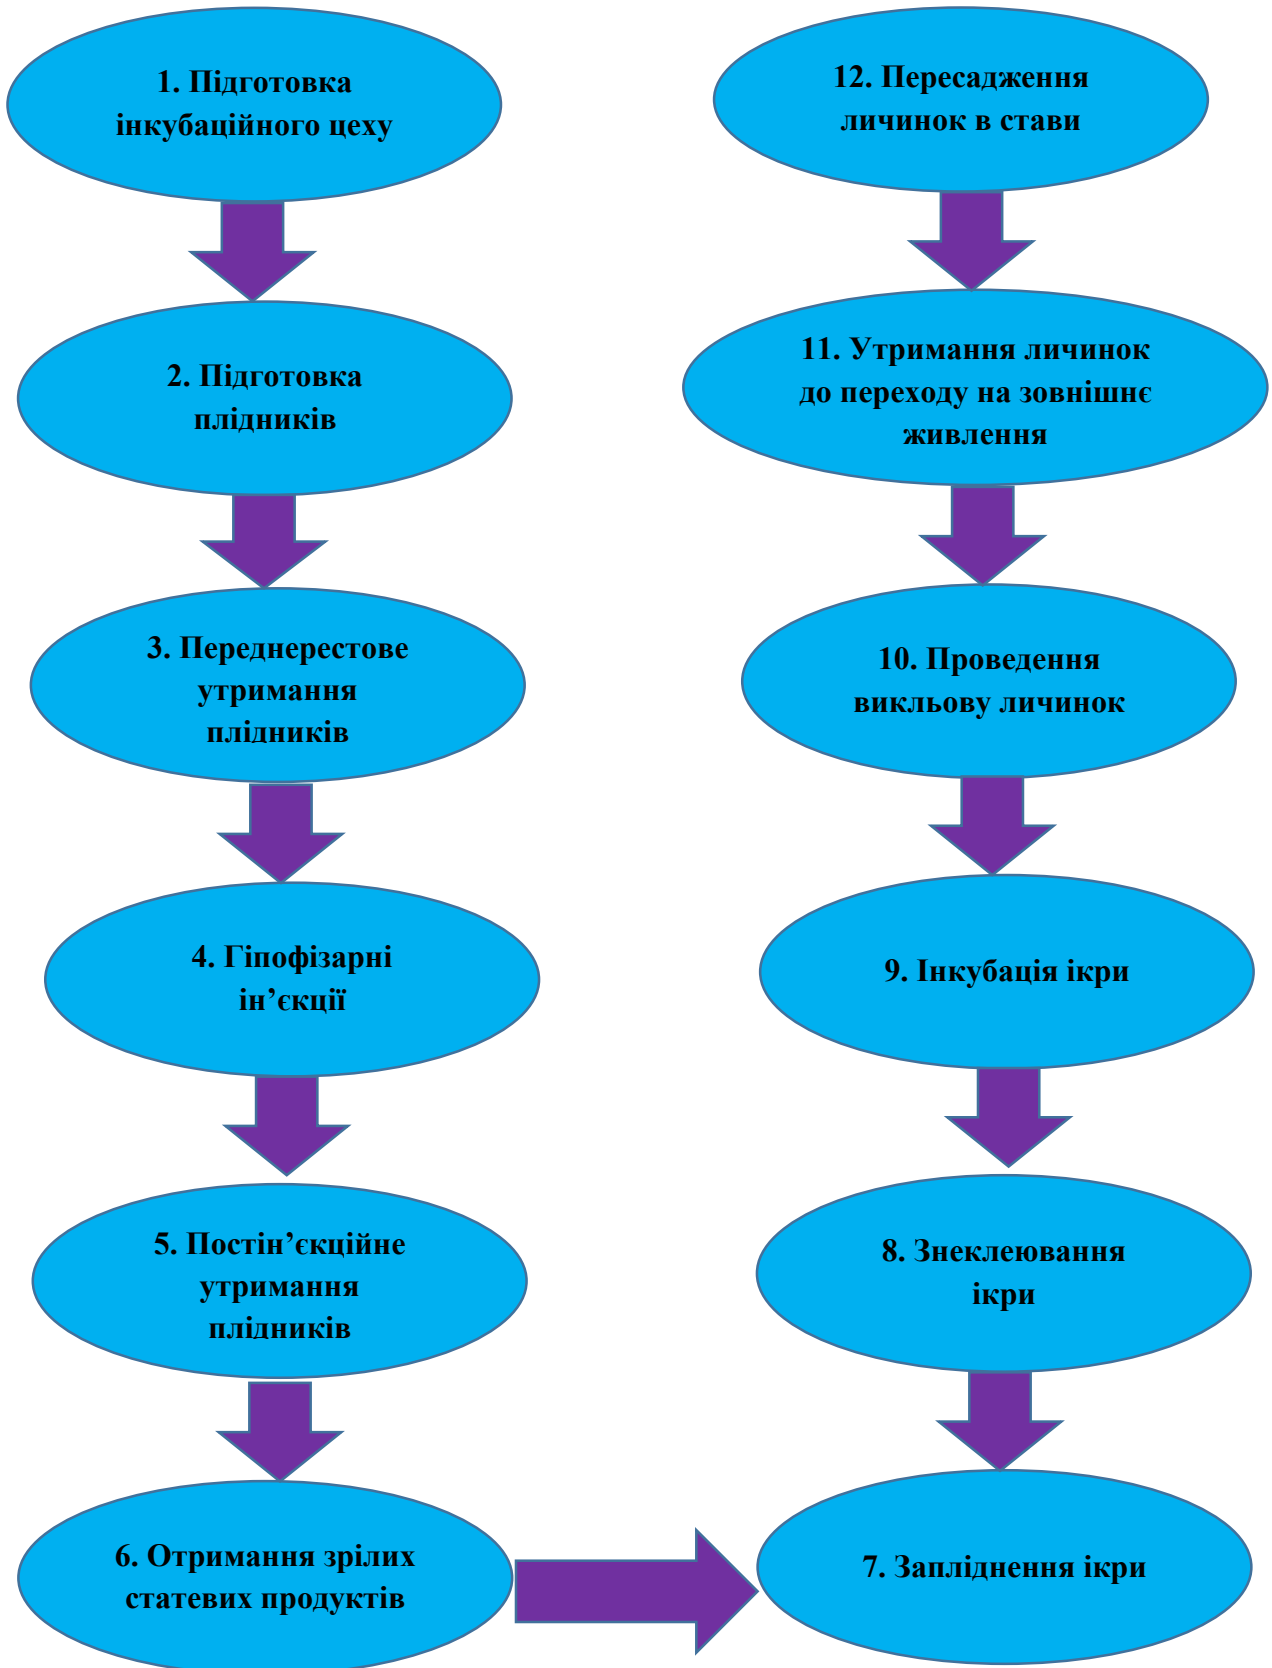 1. Підготовка
інкубаційного цеху
2. Підготовка
плідників
3. Переднерестове
утримання
плідників
4. Гіпофізарні
ін’єкції
5. Постін’єкційне
утримання
плідників
6. Отримання зрілих
статевих продуктів
7. Запліднення ікри
8. Знеклеювання
ікри
9. Інкубація ікри
10. Проведення
викльову личинок
11. Утримання личинок
до переходу на зовнішнє
живлення
12. Пересадження
личинок в стави